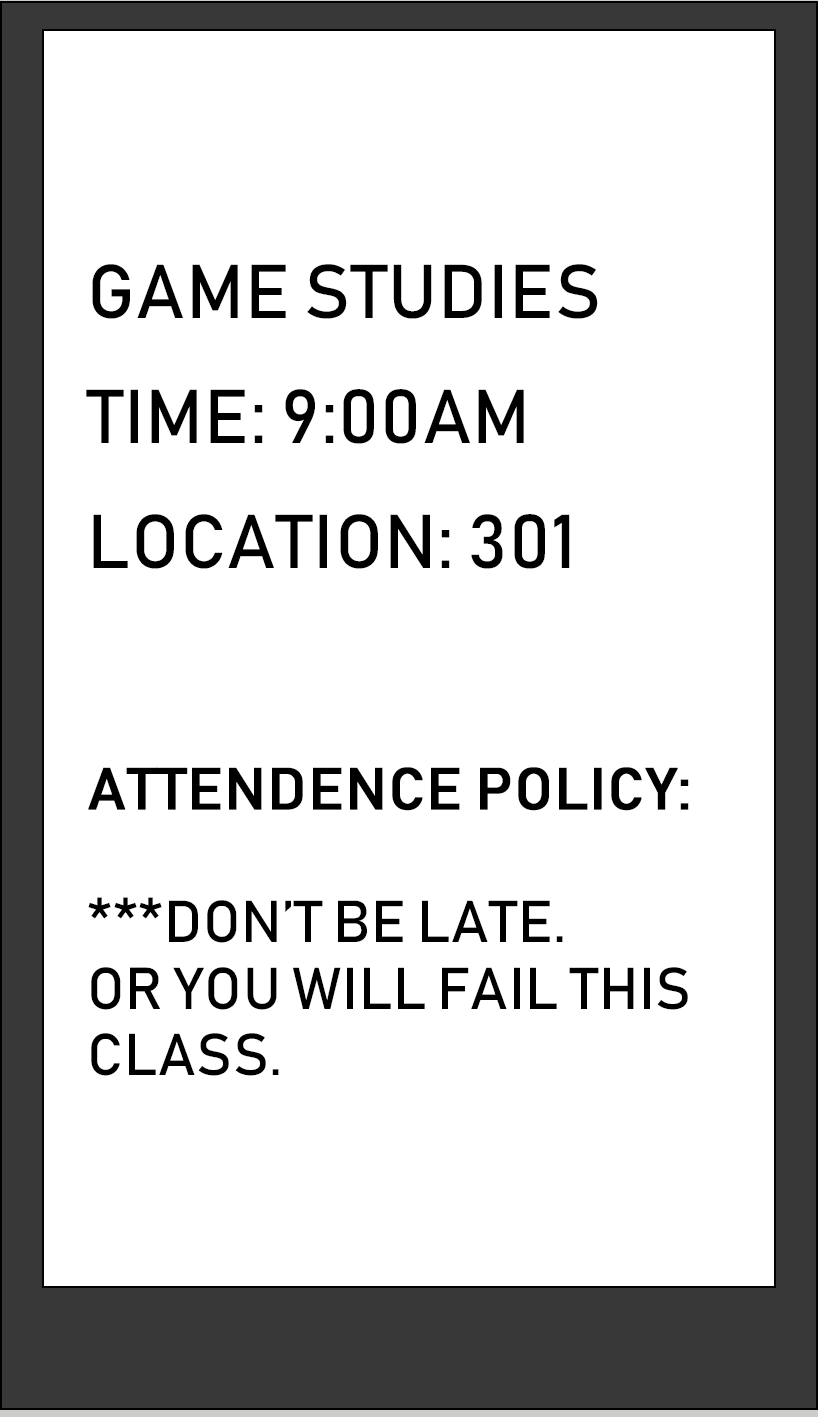 GAME STUDIES
TIME: 9:00AM
LOCATION: 301
ATTENDENCE POLICY:
***DON’T BE LATE.
OR YOU WILL FAIL THIS
CLASS.